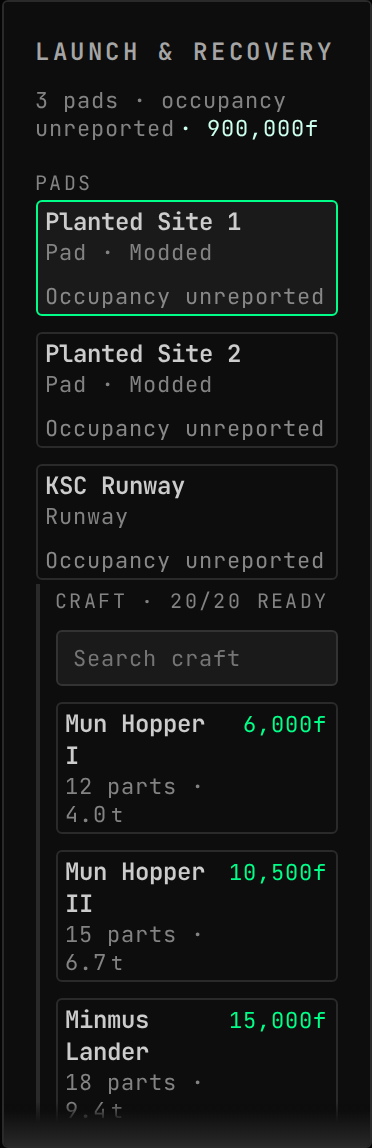 LAUNCH & RECOVERY
3 pads · occupancy
unreported · 900,000f
PADS
Planted Site 1
Pad · Modded
Occupancy unreported
Planted Site 2
Pad · Modded
Occupancy unreported
KSC Runway
Runway
Occupancy unreported
CRAFT · 20/20 READY
Search craft
Mun Hopper 6,000f
I
12 parts ·
4.0t
Mun Hopper 10,500f
II
15 parts ·
6.7t
Minmus 15,000f
Lander
18 parts ·
9.4t